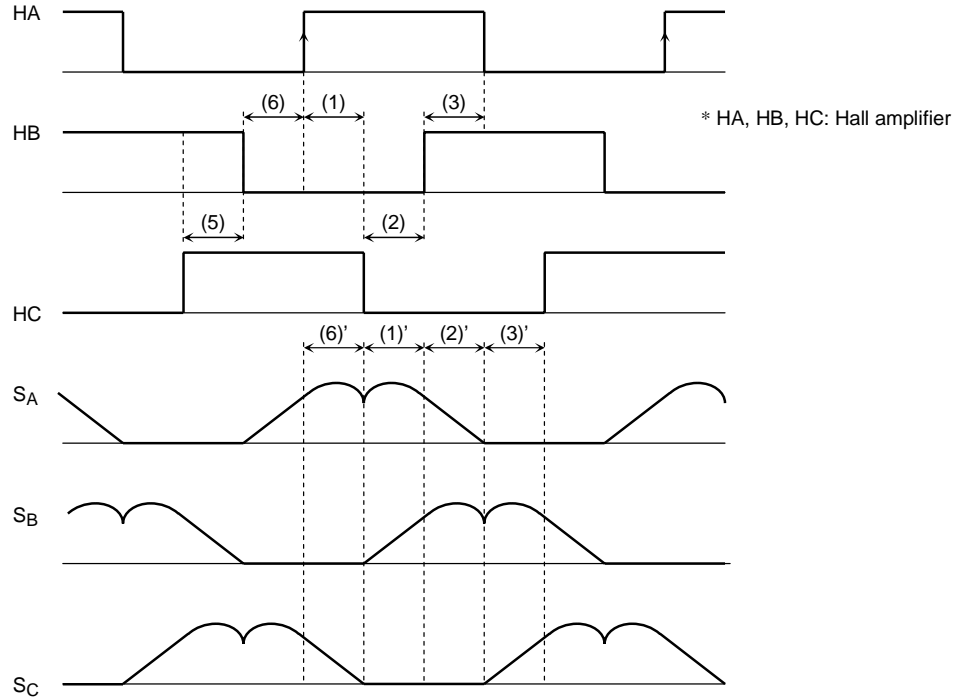 HA
(6) (1) (3)
HB
* HA, HB, HC: Hall amplifier
(5) (2)
HC
(6)’ (1)’ (2)’ (3)’
SA
SB
SC